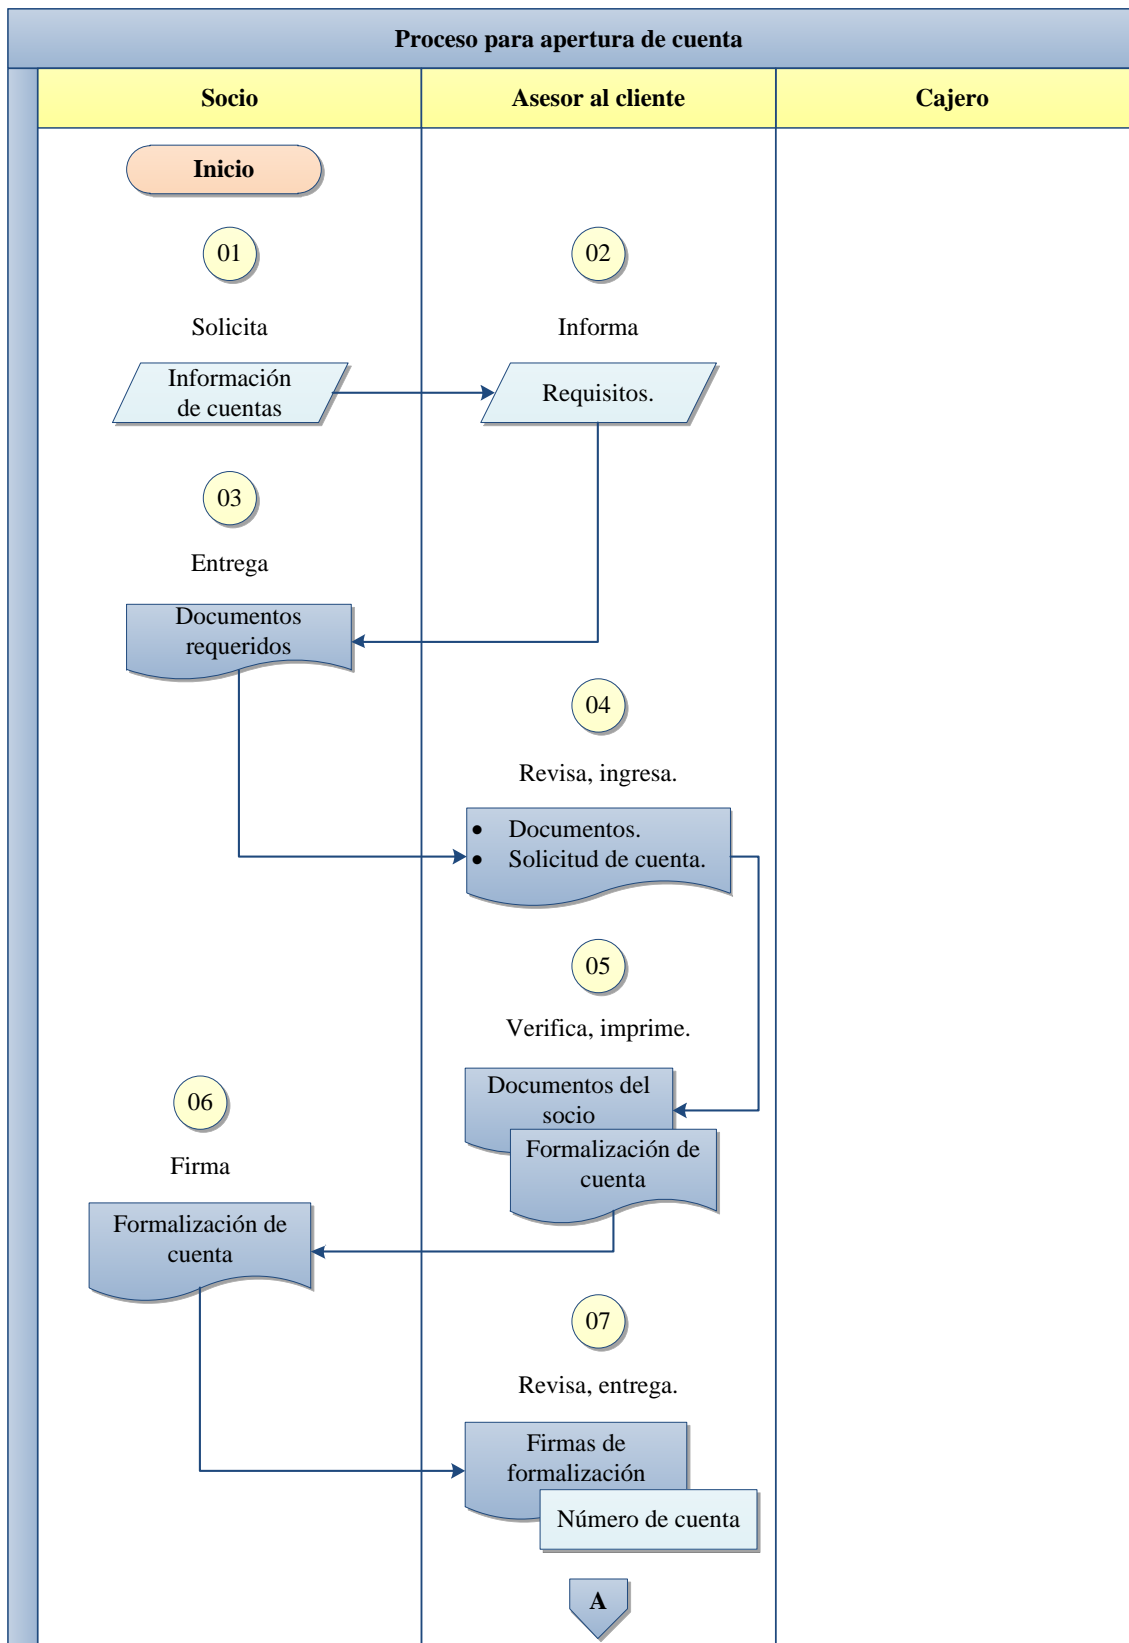 Proceso para apertura de cuenta
Socio
Asesor al cliente
Cajero
Inicio
01
02
Solicita
Informa
Información
de cuentas
Requisitos.
03
Entrega
Documentos
requeridos
04
Revisa, ingresa.
• Documentos.
• Solicitud de cuenta.
05
Verifica, imprime.
Documentos del
socio
Formalización de
cuenta
06
Firma
Formalización de
cuenta
07
Revisa, entrega.
Firmas de
formalización
Número de cuenta
A